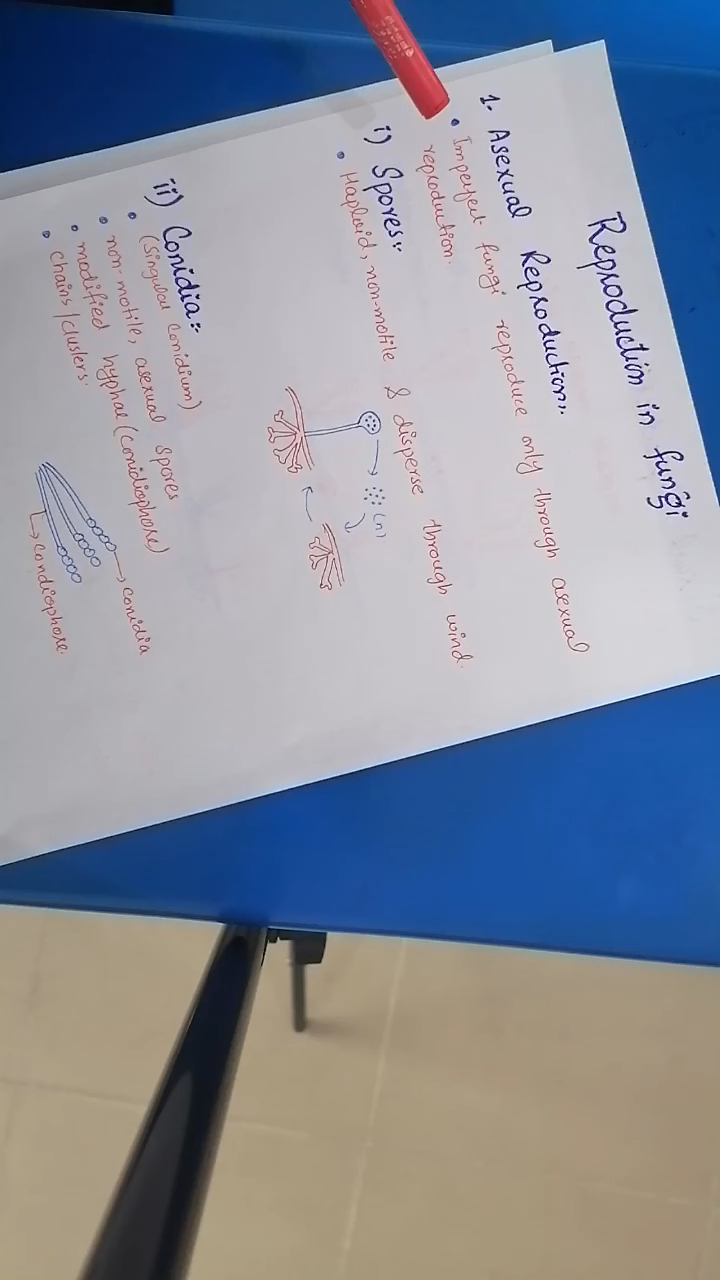 Reproduction in fungi
1- Asexual Reproduction:-
• Imperfect fungi reproduce only through asexual
reproduction.
i) Spores:-
• Haploid, non-motile & disperse through wind.
(n)
ii) Conidia:-
• (Singular Conidium)
• non-motile, asexual spores
• modified hyphae (Conidiophore)
• chains/clusters.
conidia
condiophore.